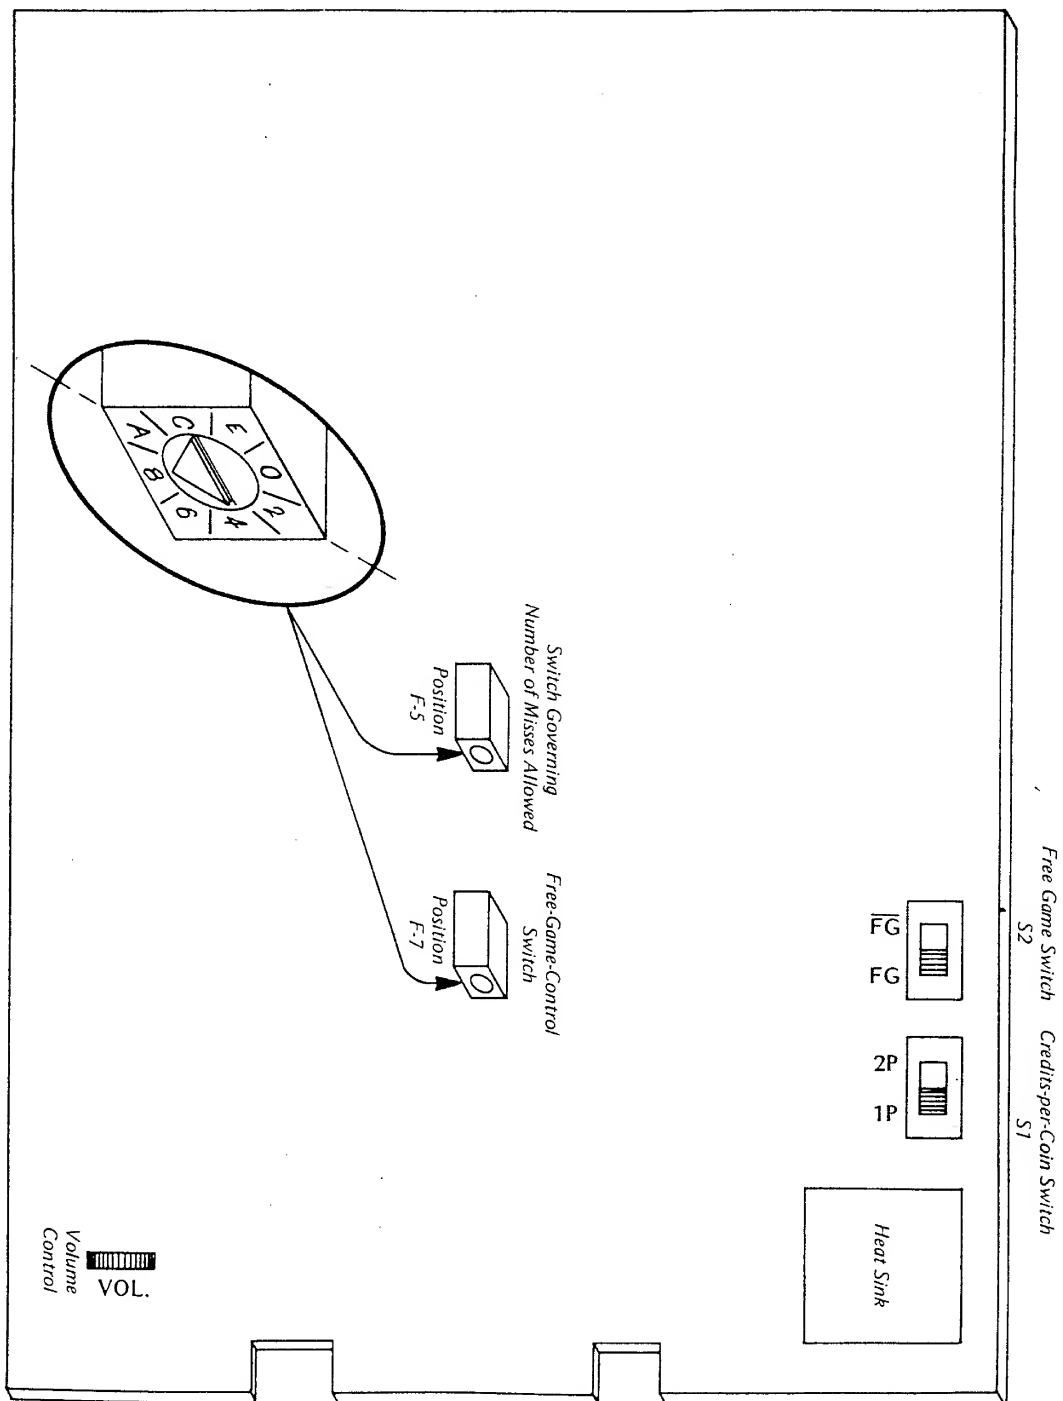 Free Game Switch
S2
Credits-per-Coin Switch
S1
F̅G̅
FG
2P
1P
Heat Sink
Switch Governing
Number of Misses Allowed
Position
F-5
Free-Game-Control
Switch
Position
F-7
E
0
2
4
6
8
A
C
VOL.
Volume
Control